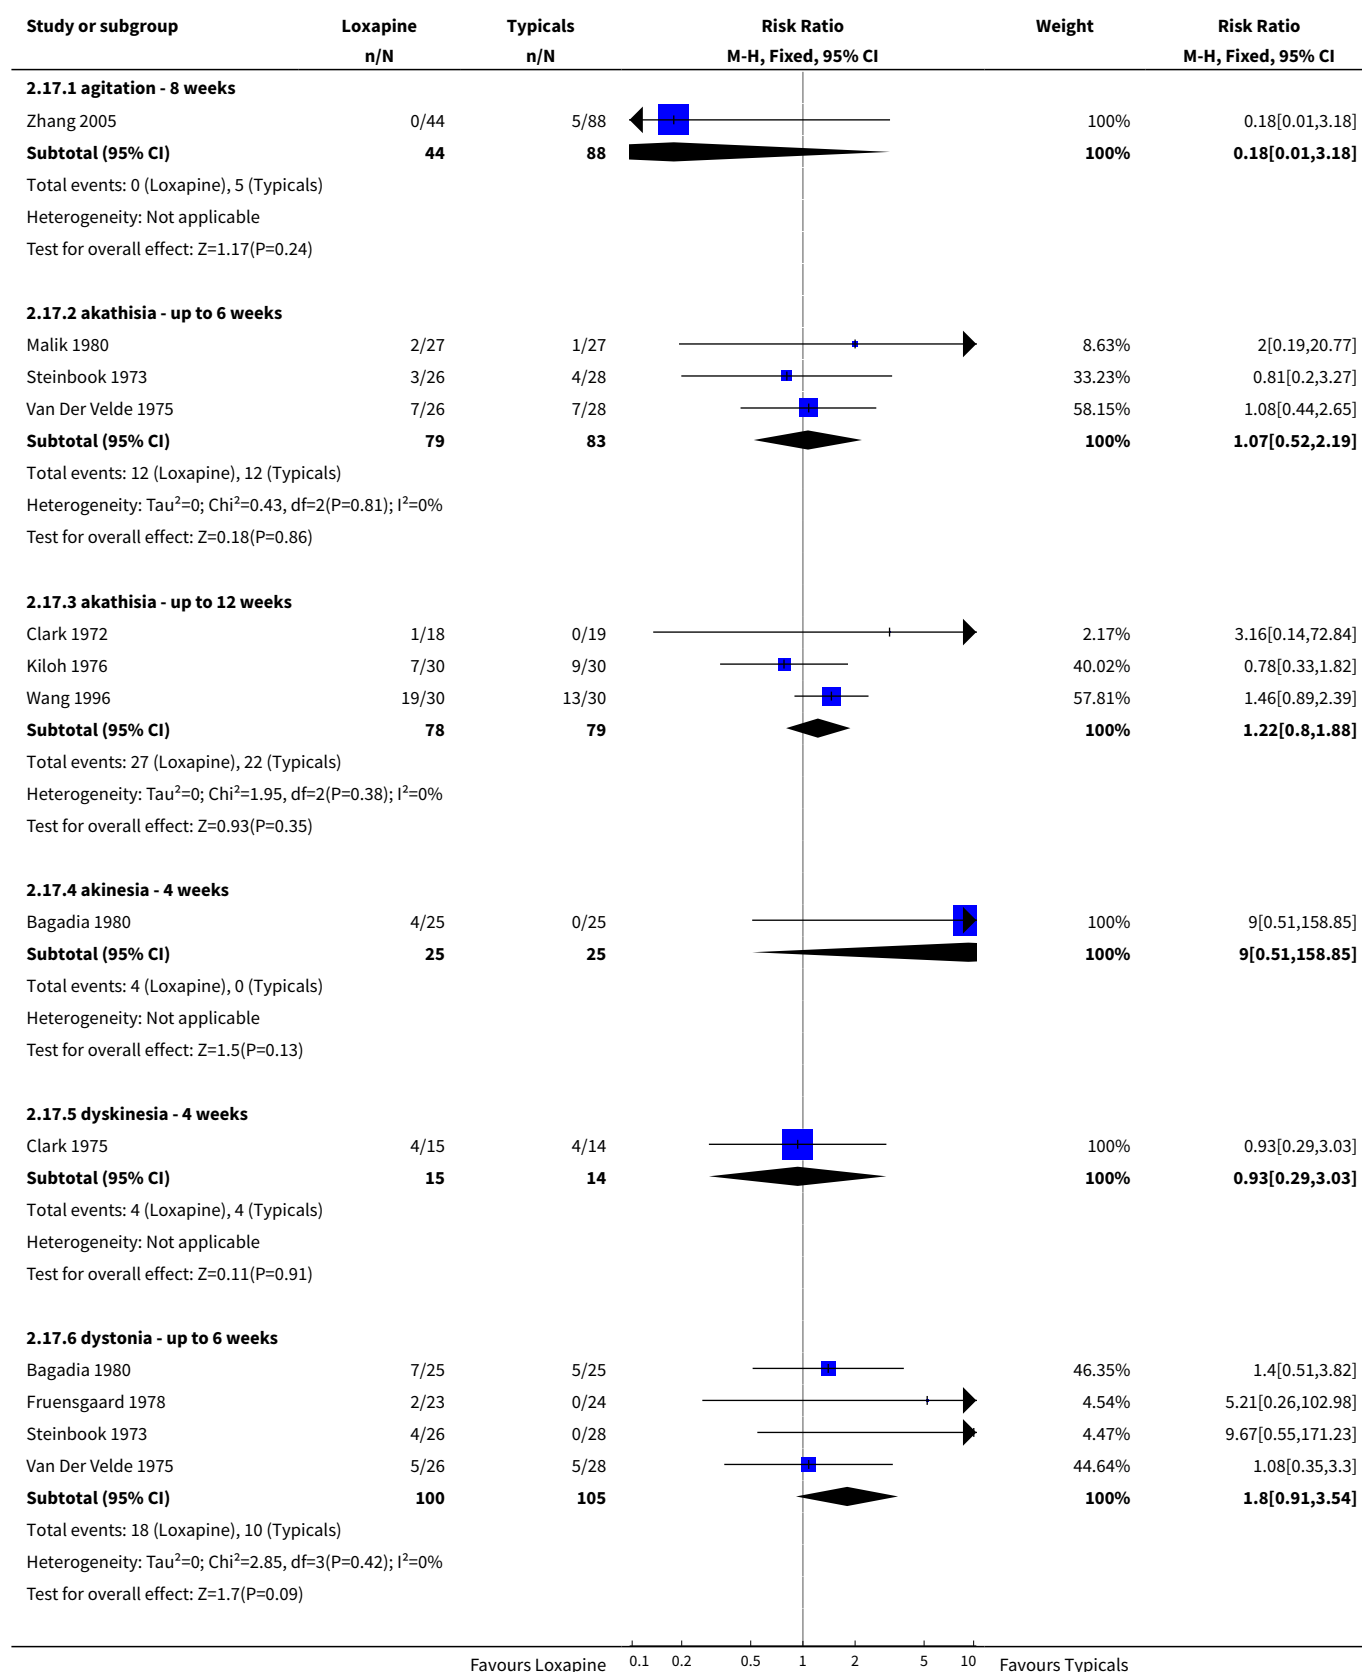 Study or subgroup Loxapine Typicals Risk Ratio Weight Risk Ratio
n/N n/N M-H, Fixed, 95% CI M-H, Fixed, 95% CI
2.17.1 agitation - 8 weeks
Zhang 2005 0/44 5/88 100% 0.18[0.01,3.18]
Subtotal (95% CI) 44 88 100% 0.18[0.01,3.18]
Total events: 0 (Loxapine), 5 (Typicals)
Heterogeneity: Not applicable
Test for overall effect: Z=1.17(P=0.24)
2.17.2 akathisia - up to 6 weeks
Malik 1980 2/27 1/27 8.63% 2[0.19,20.77]
Steinbook 1973 3/26 4/28 33.23% 0.81[0.2,3.27]
Van Der Velde 1975 7/26 7/28 58.15% 1.08[0.44,2.65]
Subtotal (95% CI) 79 83 100% 1.07[0.52,2.19]
Total events: 12 (Loxapine), 12 (Typicals)
Heterogeneity: Tau²=0; Chi²=0.43, df=2(P=0.81); I²=0%
Test for overall effect: Z=0.18(P=0.86)
2.17.3 akathisia - up to 12 weeks
Clark 1972 1/18 0/19 2.17% 3.16[0.14,72.84]
Kiloh 1976 7/30 9/30 40.02% 0.78[0.33,1.82]
Wang 1996 19/30 13/30 57.81% 1.46[0.89,2.39]
Subtotal (95% CI) 78 79 100% 1.22[0.8,1.88]
Total events: 27 (Loxapine), 22 (Typicals)
Heterogeneity: Tau²=0; Chi²=1.95, df=2(P=0.38); I²=0%
Test for overall effect: Z=0.93(P=0.35)
2.17.4 akinesia - 4 weeks
Bagadia 1980 4/25 0/25 100% 9[0.51,158.85]
Subtotal (95% CI) 25 25 100% 9[0.51,158.85]
Total events: 4 (Loxapine), 0 (Typicals)
Heterogeneity: Not applicable
Test for overall effect: Z=1.5(P=0.13)
2.17.5 dyskinesia - 4 weeks
Clark 1975 4/15 4/14 100% 0.93[0.29,3.03]
Subtotal (95% CI) 15 14 100% 0.93[0.29,3.03]
Total events: 4 (Loxapine), 4 (Typicals)
Heterogeneity: Not applicable
Test for overall effect: Z=0.11(P=0.91)
2.17.6 dystonia - up to 6 weeks
Bagadia 1980 7/25 5/25 46.35% 1.4[0.51,3.82]
Fruensgaard 1978 2/23 0/24 4.54% 5.21[0.26,102.98]
Steinbook 1973 4/26 0/28 4.47% 9.67[0.55,171.23]
Van Der Velde 1975 5/26 5/28 44.64% 1.08[0.35,3.3]
Subtotal (95% CI) 100 105 100% 1.8[0.91,3.54]
Total events: 18 (Loxapine), 10 (Typicals)
Heterogeneity: Tau²=0; Chi²=2.85, df=3(P=0.42); I²=0%
Test for overall effect: Z=1.7(P=0.09)
Favours Loxapine 0.1 0.2 0.5 1 2 5 10 Favours Typicals